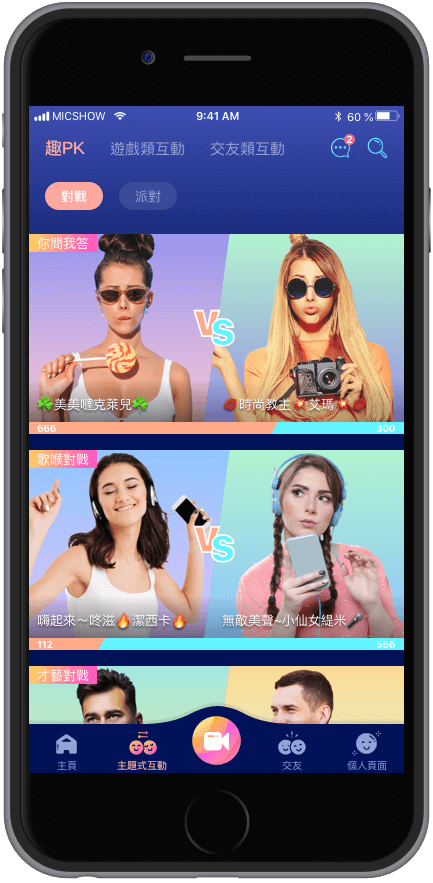 MICSHOW 9:41 AM 60 %
趣PK 遊戲類互動 交友類互動 2
對戰 派對
你問我答
VS
☘️美美噠克萊兒☘️ 💋時尚教主💥艾瑪💥💋
666 300
歌喉對戰
VS
嗨起來～咚滋🔥潔西卡🔥 無敵美聲~小仙女緹米🎤
112 566
才藝對戰
主頁 主題式互動 交友 個人頁面